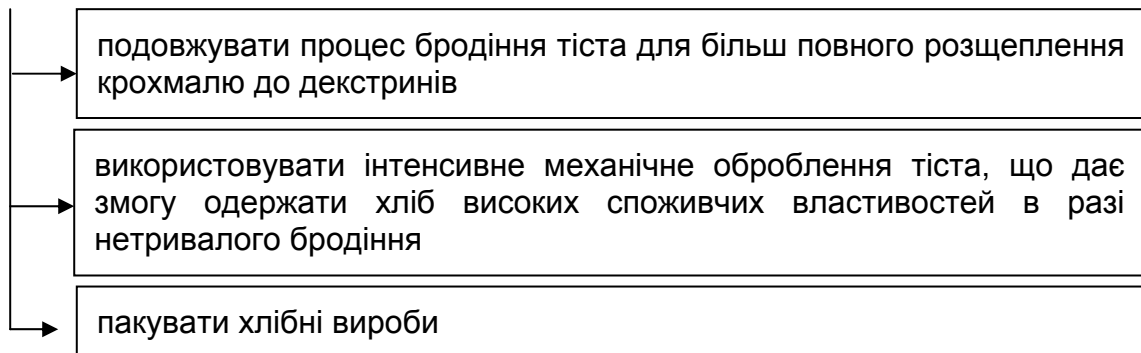 подовжувати процес бродіння тіста для більш повного розщеплення
крохмалю до декстринів
використовувати інтенсивне механічне оброблення тіста, що дає
змогу одержати хліб високих споживчих властивостей в разі
нетривалого бродіння
пакувати хлібні вироби